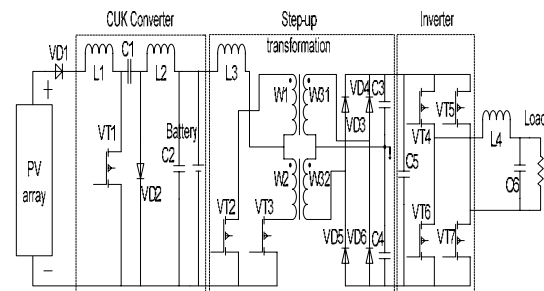 CUK Converter
Step-up
transformation
Inverter
VD1
L1
C1
L2
L3
W1
W31
VD4
VD3
C3
VT4
VT5
L4
Load
+
VT1
Battery
C2
C5
C6
PV
array
VD2
VT2
VT3
W2
W32
VD5
VD6
C4
VT6
VT7
−